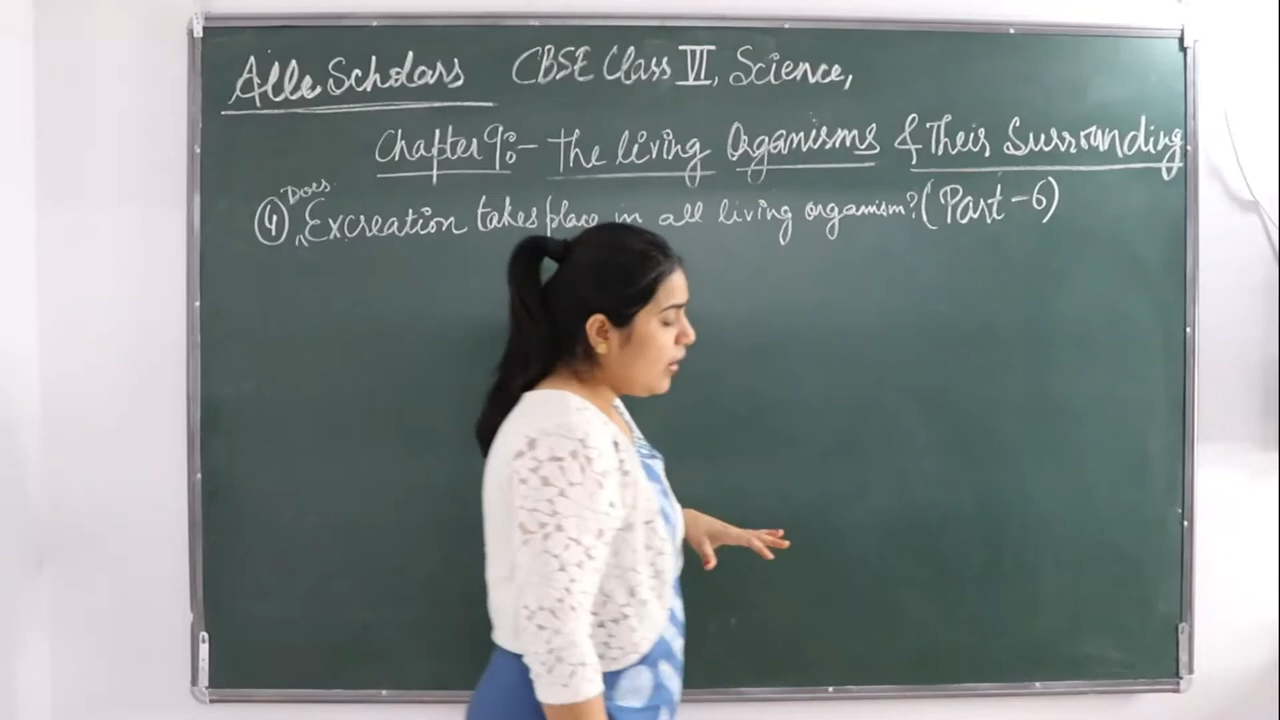 Alle Scholars CBSE Class VI, Science,
Chapter 9:- The living Organisms & Their Surrounding.
(4) Does Excreation takes place in all living organism? (Part-6)